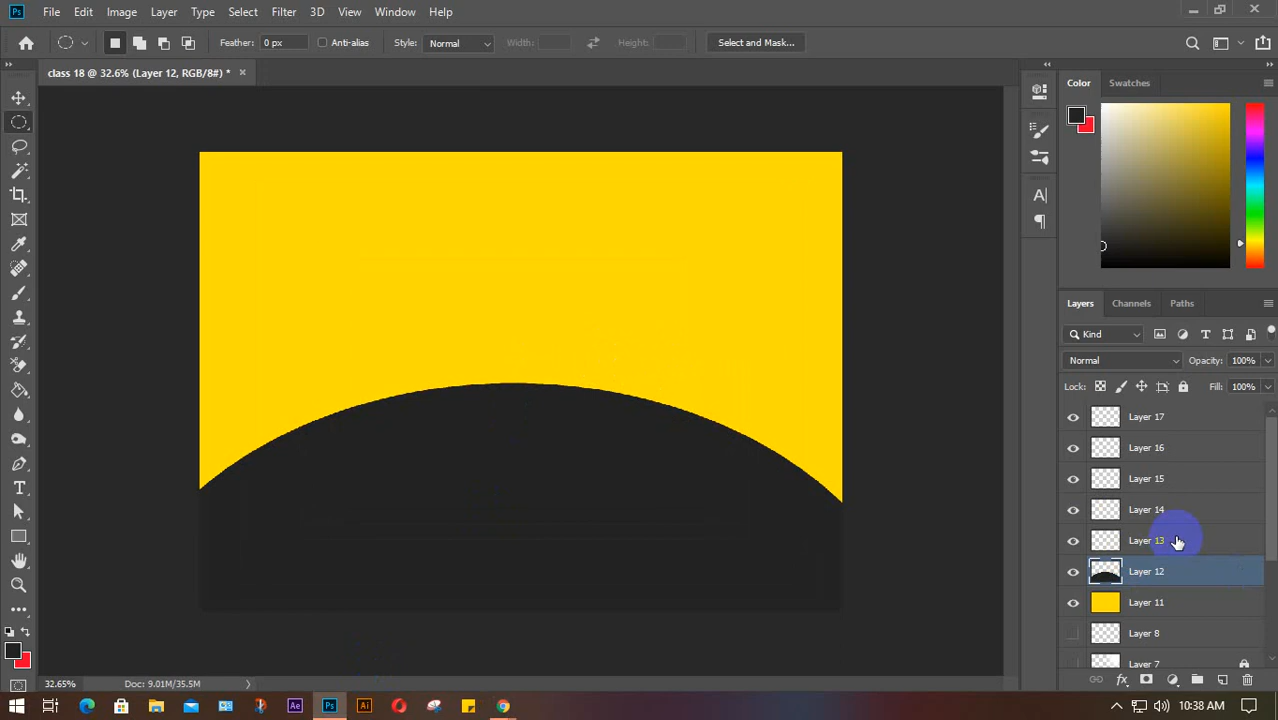 Ps File Edit Image Layer Type Select Filter 3D View Window Help
Feather: 0 px Anti-alias Style: Normal Width: Height: Select and Mask...
class 18 @ 32.6% (Layer 12, RGB/8#) *
Color Swatches
Layers Channels Paths
Kind
Normal Opacity: 100%
Lock: Fill: 100%
Layer 17
Layer 16
Layer 15
Layer 14
Layer 13
Layer 12
Layer 11
Layer 8
Layer 7
32.65% Doc: 9.01M/35.5M
Ae Ps Ai 10:38 AM